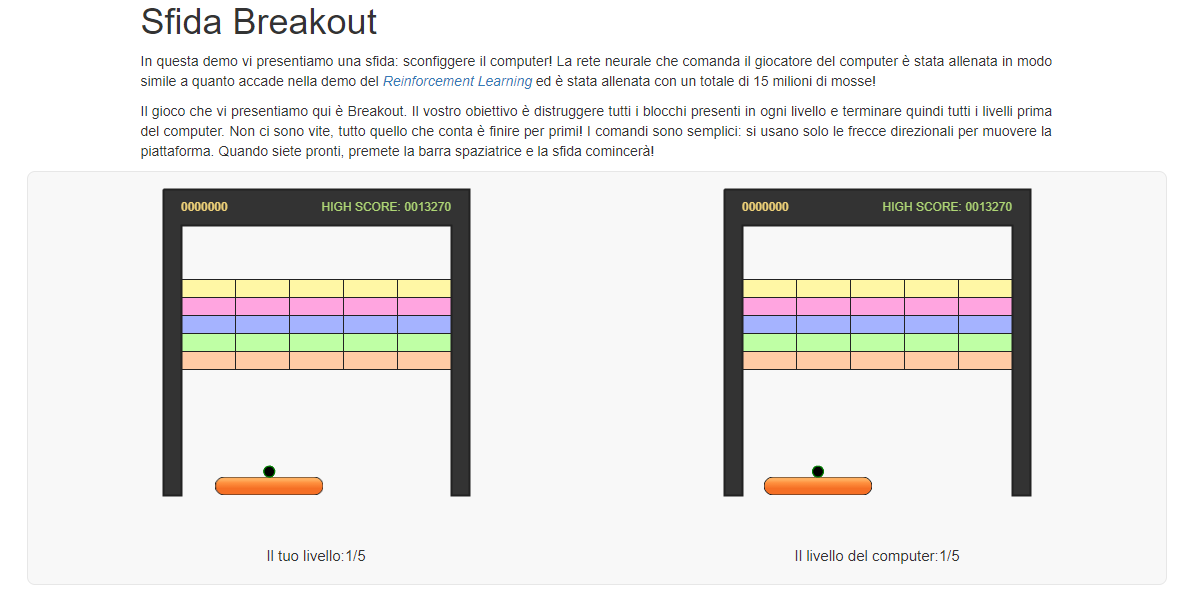 Sfida Breakout
In questa demo vi presentiamo una sfida: sconfiggere il computer! La rete neurale che comanda il giocatore del computer è stata allenata in modo
simile a quanto accade nella demo del Reinforcement Learning ed è stata allenata con un totale di 15 milioni di mosse!
Il gioco che vi presentiamo qui è Breakout. Il vostro obiettivo è distruggere tutti i blocchi presenti in ogni livello e terminare quindi tutti i livelli prima
del computer. Non ci sono vite, tutto quello che conta è finire per primi! I comandi sono semplici: si usano solo le frecce direzionali per muovere la
piattaforma. Quando siete pronti, premete la barra spaziatrice e la sfida comincerà!
0000000 HIGH SCORE: 0013270
0000000 HIGH SCORE: 0013270
Il tuo livello:1/5
Il livello del computer:1/5